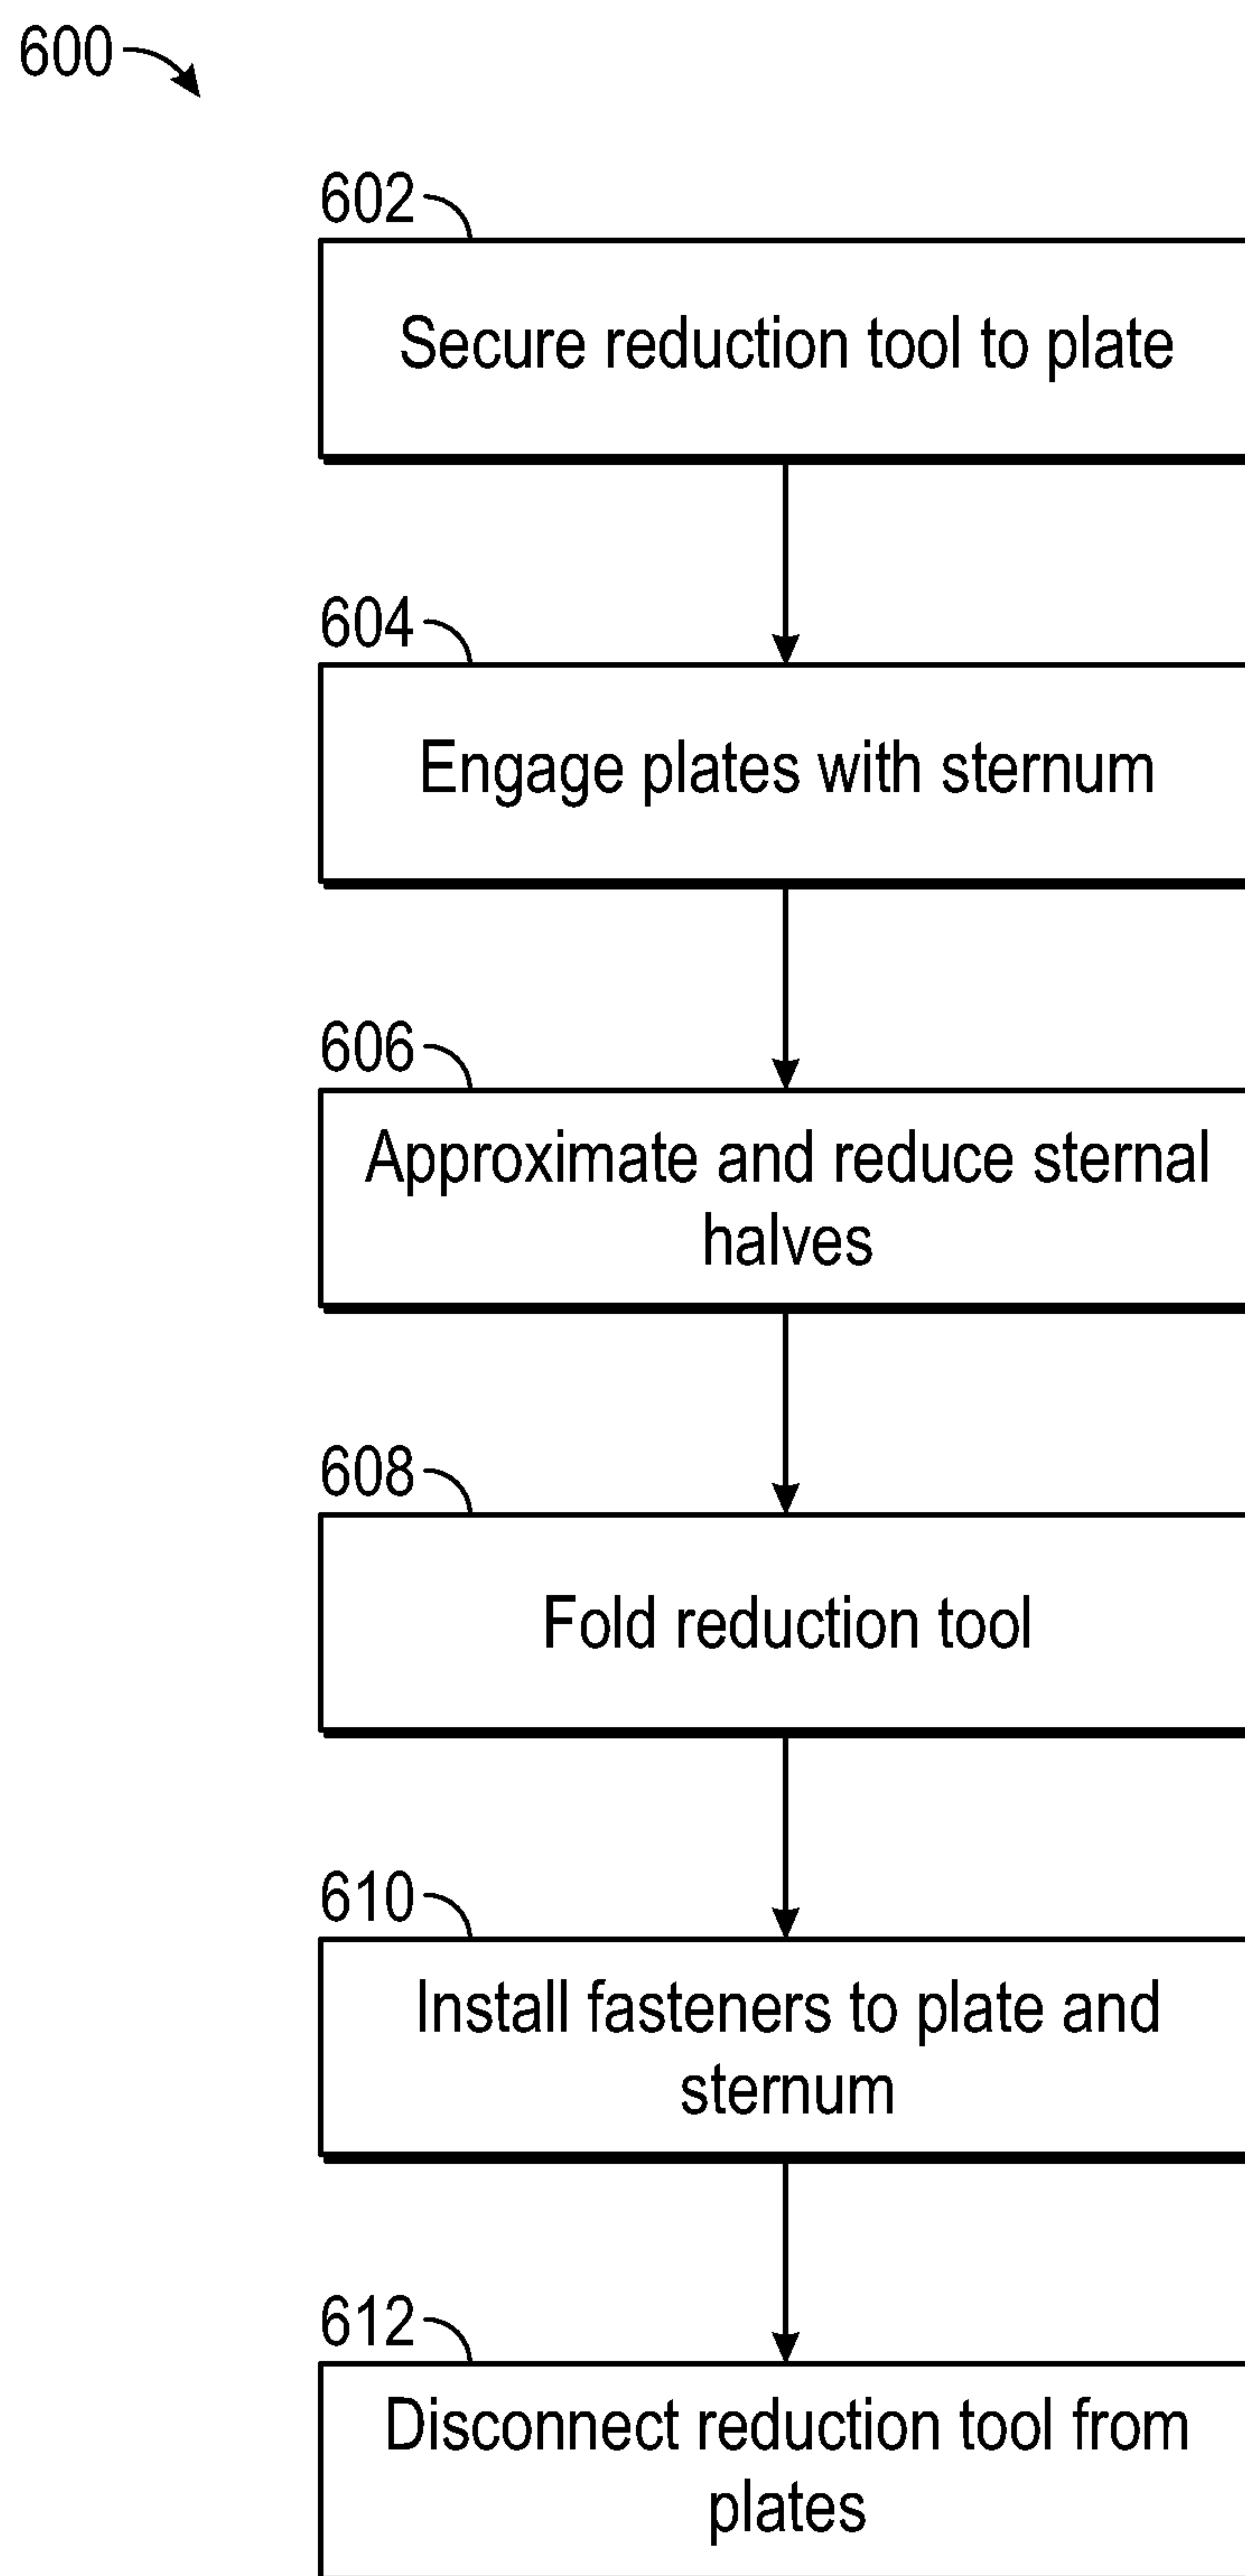 600
602
Secure reduction tool to plate
604
Engage plates with sternum
606
Approximate and reduce sternal
halves
608
Fold reduction tool
610
Install fasteners to plate and
sternum
612
Disconnect reduction tool from
plates